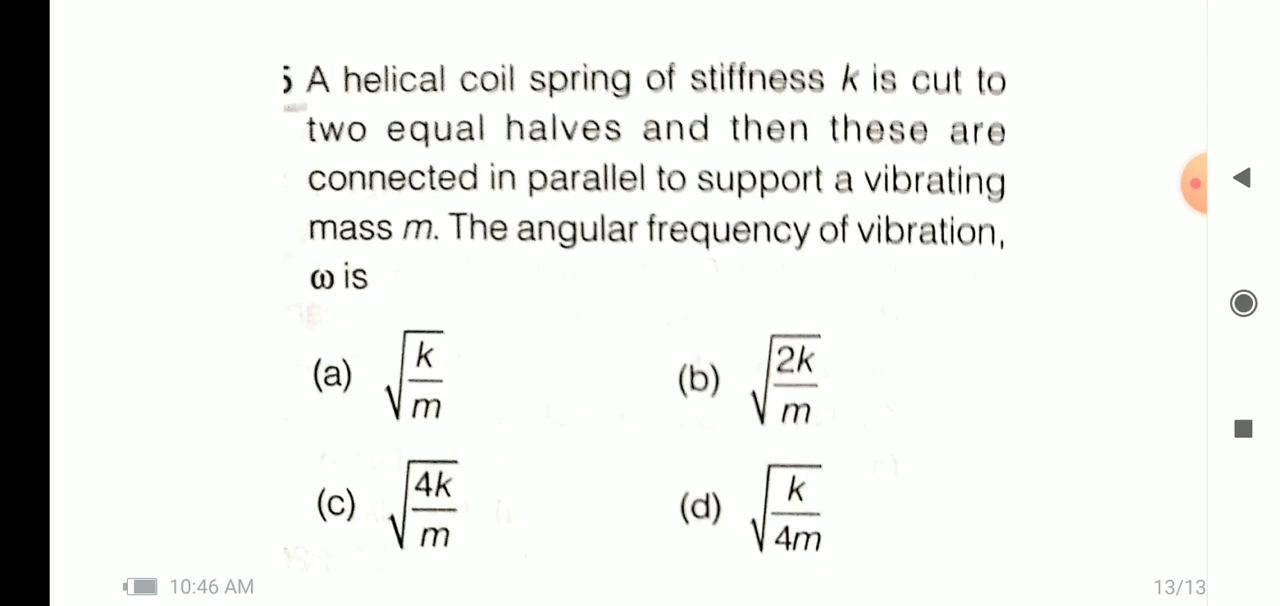 5 A helical coil spring of stiffness k is cut to
two equal halves and then these are
connected in parallel to support a vibrating
mass m. The angular frequency of vibration,
ω is
(a) √(k/m) (b) √(2k/m)
(c) √(4k/m) (d) √(k/4m)
10:46 AM 13/13